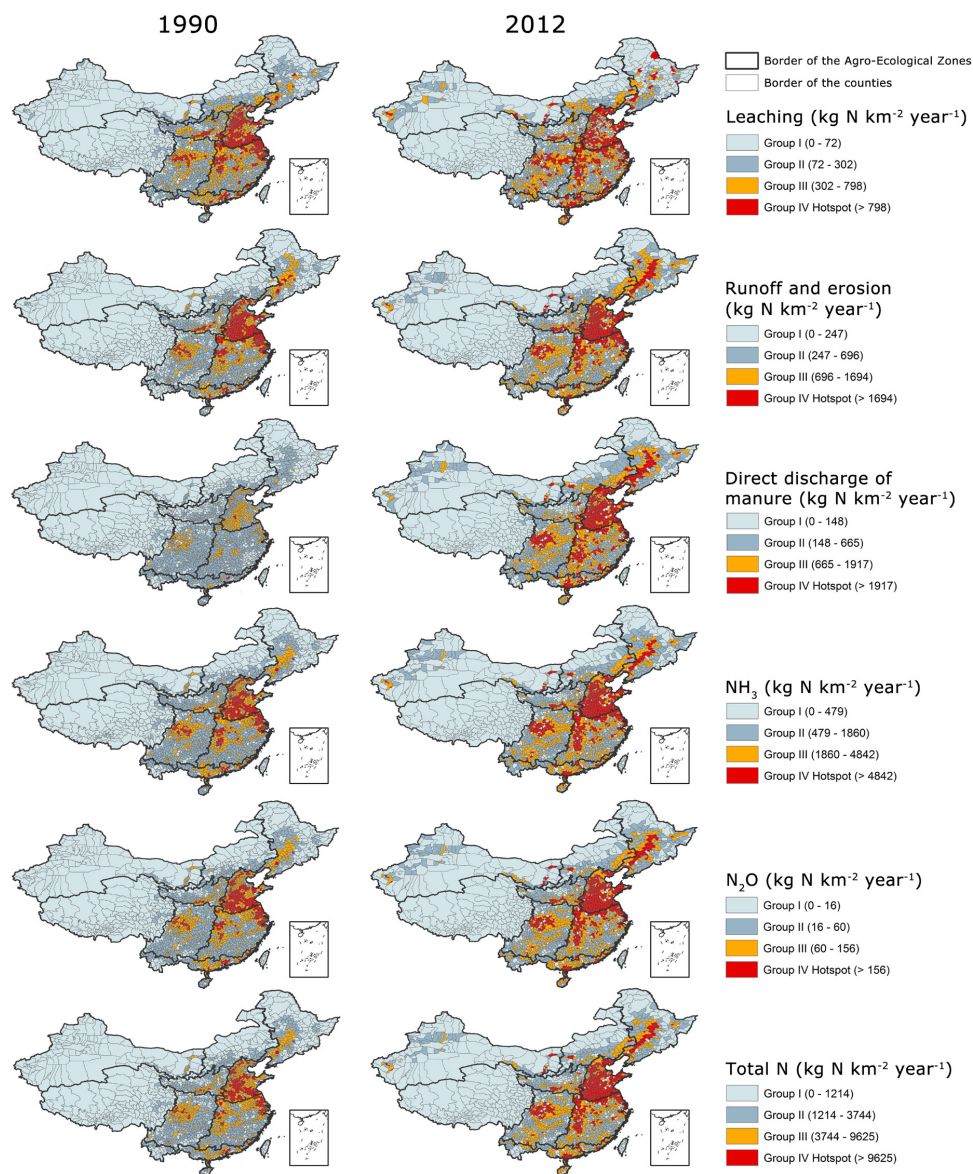 1990
2012
Border of the Agro-Ecological Zones
Border of the counties
Leaching (kg N km⁻² year⁻¹)
Group I (0 - 72)
Group II (72 - 302)
Group III (302 - 798)
Group IV Hotspot (> 798)
Runoff and erosion
(kg N km⁻² year⁻¹)
Group I (0 - 247)
Group II (247 - 696)
Group III (696 - 1694)
Group IV Hotspot (> 1694)
Direct discharge of
manure (kg N km⁻² year⁻¹)
Group I (0 - 148)
Group II (148 - 665)
Group III (665 - 1917)
Group IV Hotspot (> 1917)
NH₃ (kg N km⁻² year⁻¹)
Group I (0 - 479)
Group II (479 - 1860)
Group III (1860 - 4842)
Group IV Hotspot (> 4842)
N₂O (kg N km⁻² year⁻¹)
Group I (0 - 16)
Group II (16 - 60)
Group III (60 - 156)
Group IV Hotspot (> 156)
Total N (kg N km⁻² year⁻¹)
Group I (0 - 1214)
Group II (1214 - 3744)
Group III (3744 - 9625)
Group IV Hotspot (> 9625)